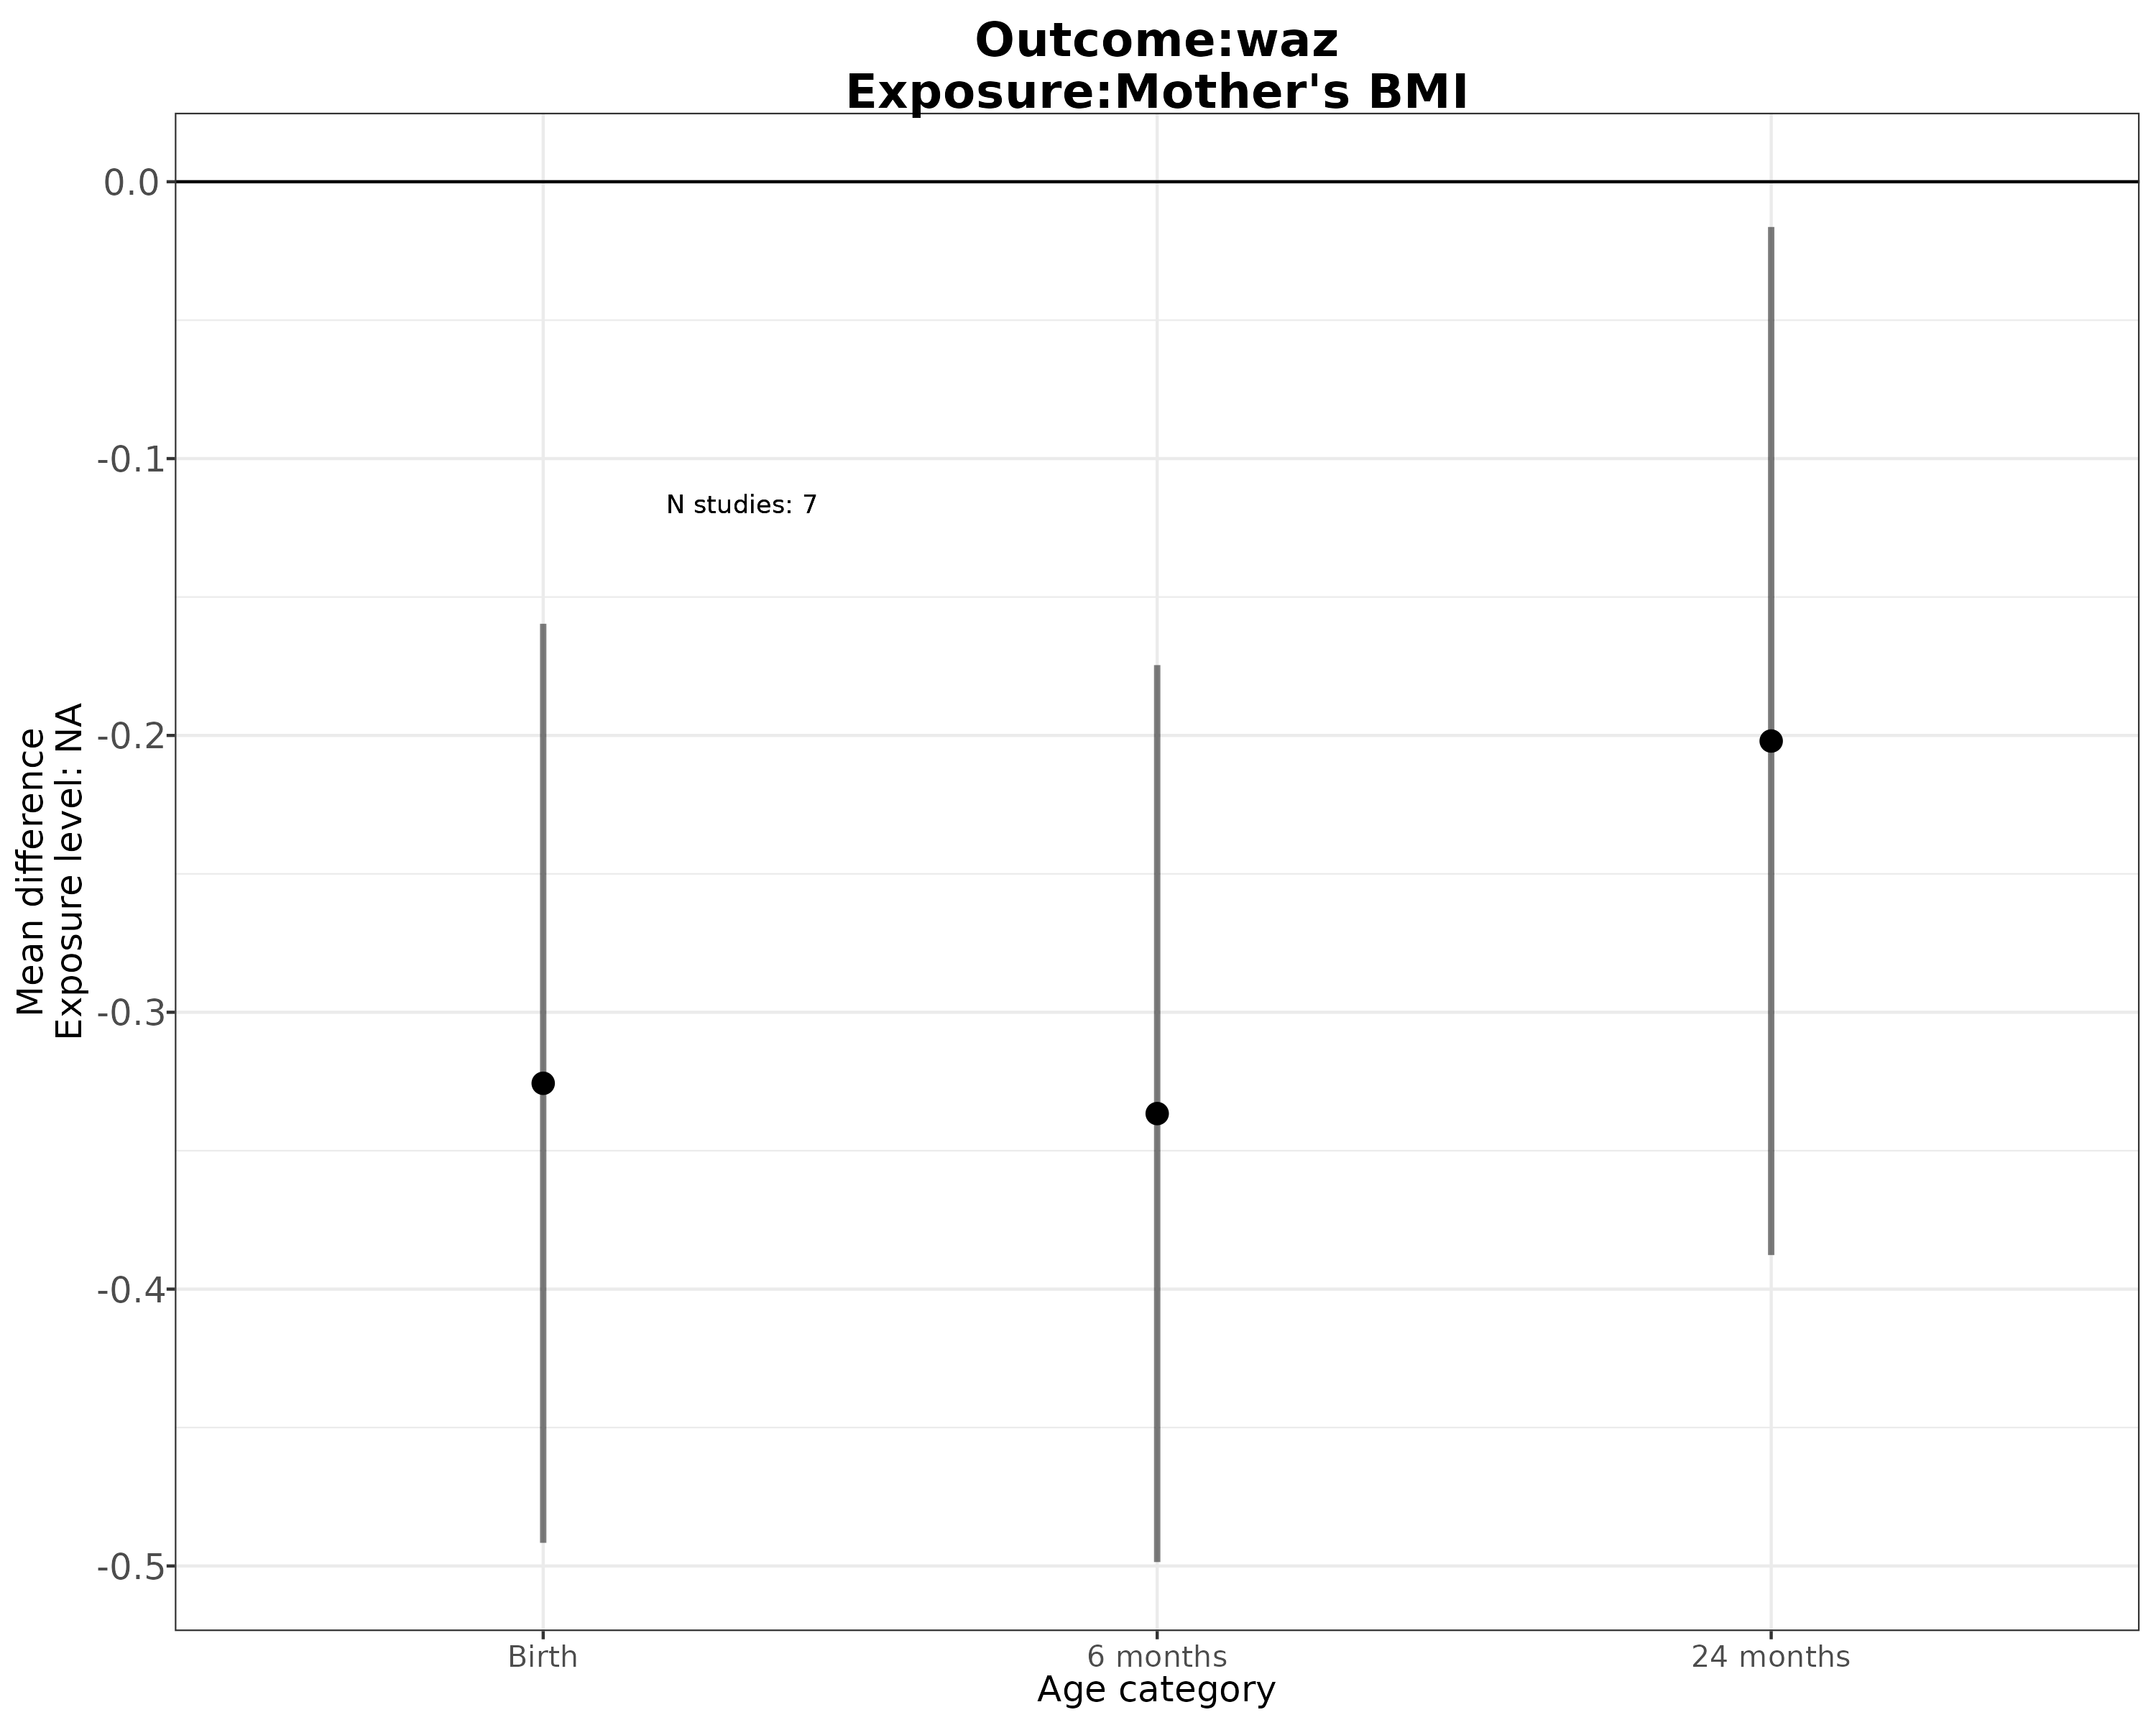 Outcome:waz
Exposure:Mother's BMI
Mean difference
Exposure level: NA
0.0
-0.1
-0.2
-0.3
-0.4
-0.5
N studies: 7
Birth
6 months
24 months
Age category